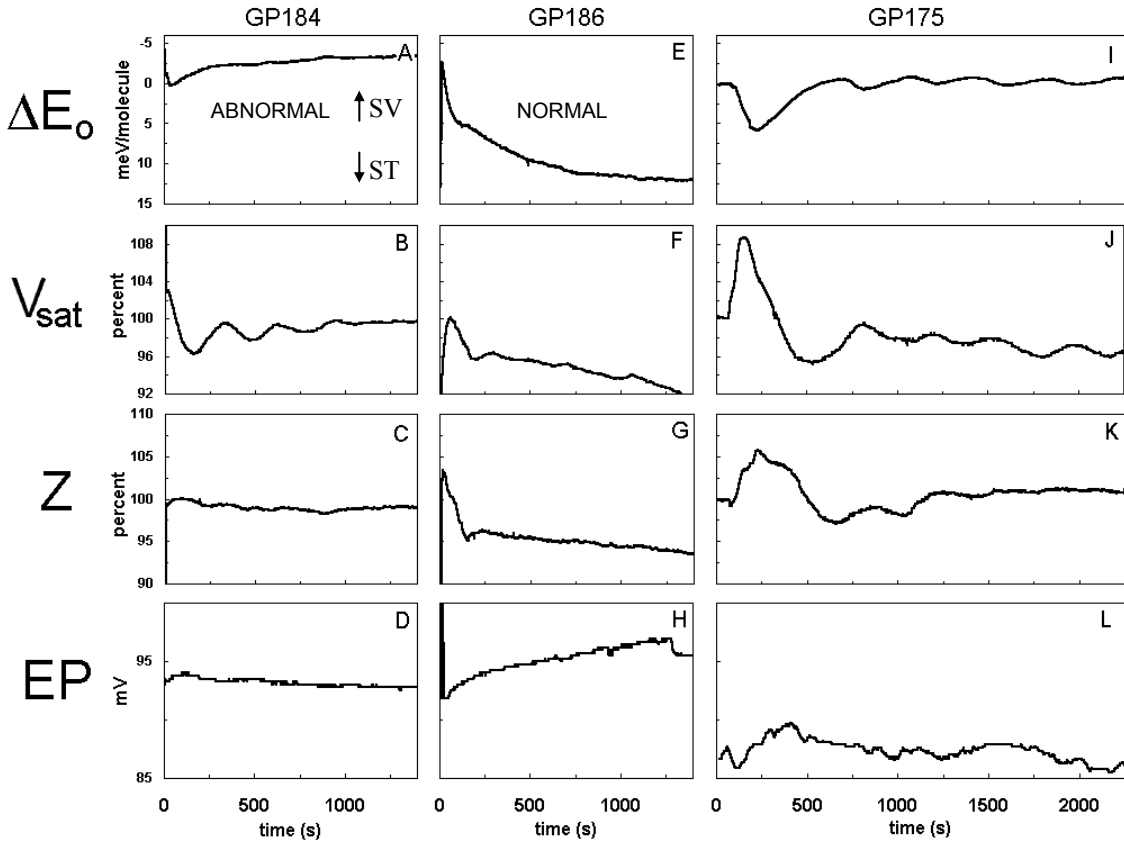 GP184 GP186 GP175
ΔEo
meV/molecule
-5
0
5
10
15
A
ABNORMAL
↑SV
↓ST
E
NORMAL
I
Vsat
percent
108
104
100
96
92
B
F
J
Z
percent
110
105
100
95
90
C
G
K
EP
mV
95
85
D
H
L
0 500 1000
0 500 1000
0 500 1000 1500 2000
time (s) time (s) time (s)